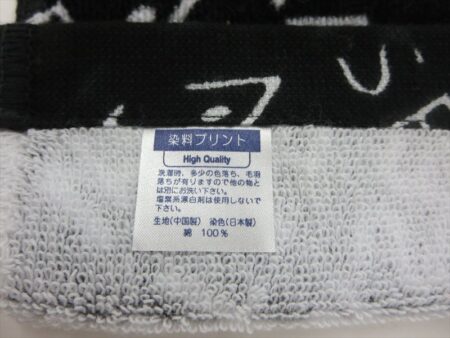 染料プリント
High Quality
洗濯時、多少の色落ち、毛羽
落ちが有りますので他の物と
は別にお洗い下さい。
塩素系漂白剤は使用しないで
下さい。
生地(中国製) 染色(日本製)
綿 100%